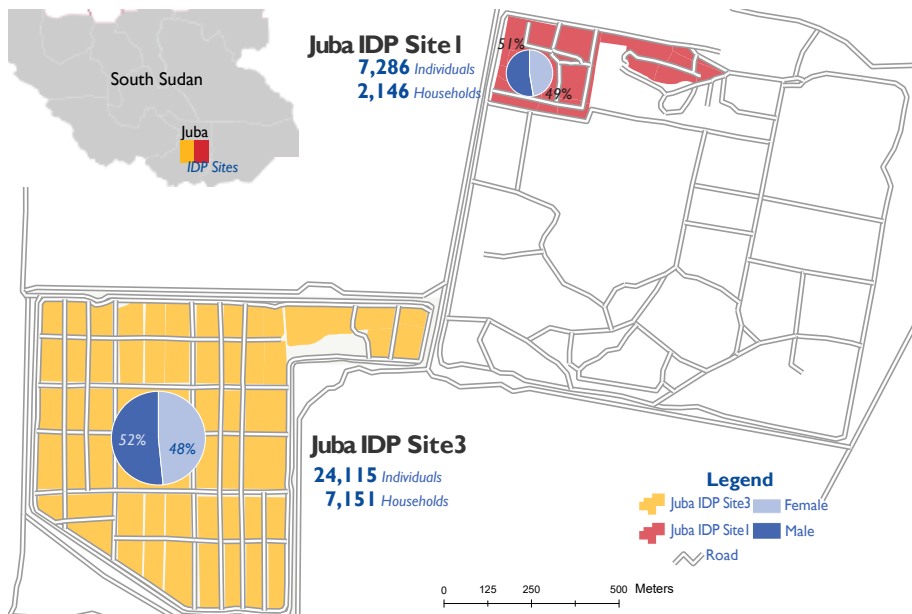 South Sudan
Juba
IDP Sites
Juba IDP Site1
7,286 Individuals
2,146 Households
51%
49%
52%
48%
Juba IDP Site3
24,115 Individuals
7,151 Households
Legend
Juba IDP Site3 Female
Juba IDP Site1 Male
Road
0 125 250 500 Meters